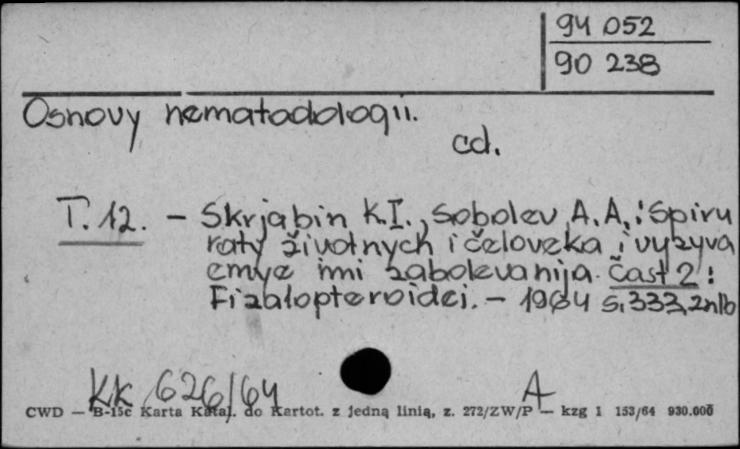 94 052
90 238
Osnovy nematodologii.
cd.
T. 12. – Skrjabin K.I., Sobolev A.A.: Spiru
raty životnych i čeloveka i vyzyva
emye imi zabolevanija. Čast 2:
Fizalopteroidei. – 1964 s. 333, 2nlb
KK 626/64 A
CWD — B-15c Karta Katal. do Kartot. z jedną linią, z. 272/ZW/P — kzg 1 153/64 930.000